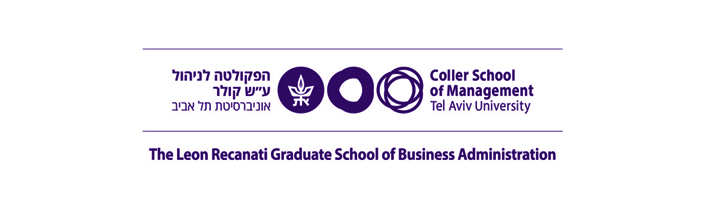 הפקולטה לניהול
ע״ש קולר
אוניברסיטת תל אביב
Coller School
of Management
Tel Aviv University
The Leon Recanati Graduate School of Business Administration